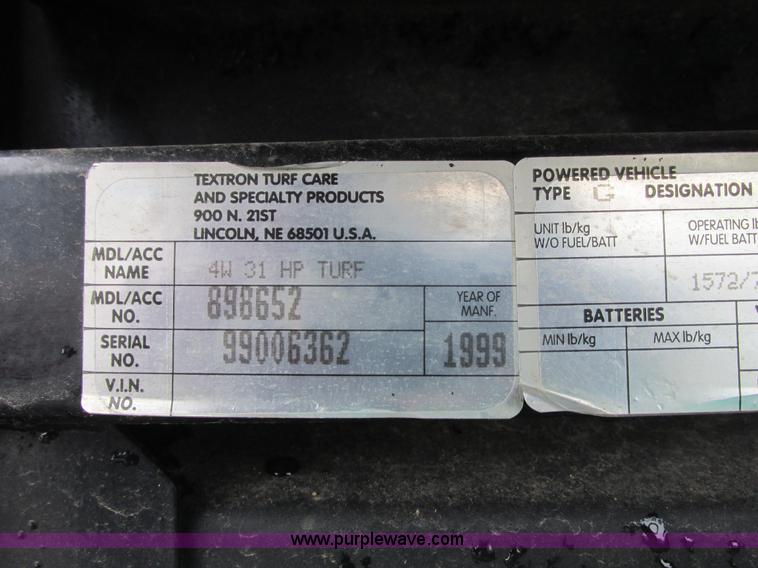 TEXTRON TURF CARE
AND SPECIALTY PRODUCTS
900 N. 21ST
LINCOLN, NE 68501 U.S.A.
MDL/ACC
NAME
4W 31 HP TURF
MDL/ACC
NO.
898652
YEAR OF
MANF.
SERIAL
NO.
99006362
1999
V.I.N.
NO.
POWERED VEHICLE
TYPE G DESIGNATION
UNIT lb/kg
W/O FUEL/BATT
OPERATING
W/FUEL BATT
1572/7
BATTERIES
MIN lb/kg
MAX lb/kg
www.purplewave.com